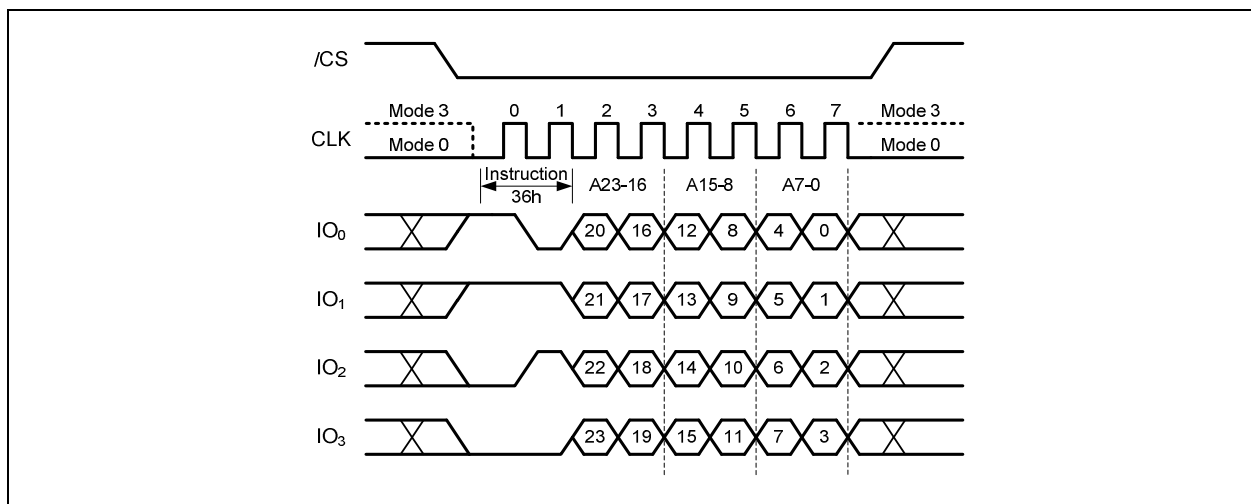 /CS
Mode 3 0 1 2 3 4 5 6 7 Mode 3
CLK
Mode 0 Mode 0
Instruction A23-16 A15-8 A7-0
36h
IO₀ 20 16 12 8 4 0
IO₁ 21 17 13 9 5 1
IO₂ 22 18 14 10 6 2
IO₃ 23 19 15 11 7 3